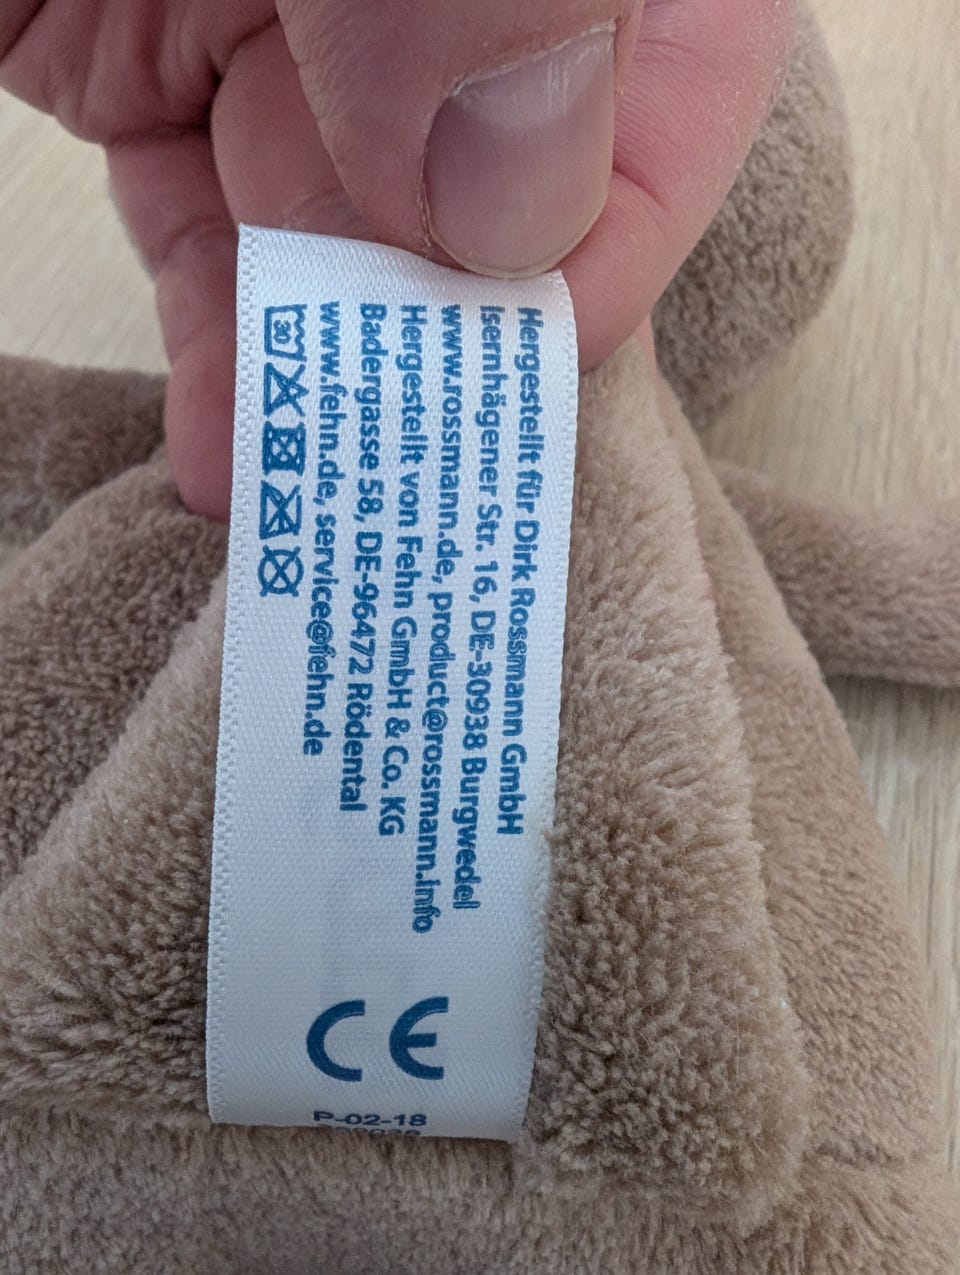 Hergestellt für Dirk Rossmann GmbH
Isernhägener Str. 16, DE-30938 Burgwedel
www.rossmann.de, product@rossmann.info
Hergestellt von Fehn GmbH & Co. KG
Badergasse 58, DE-96472 Rödental
www.fehn.de, service@fehn.de
30
CE
P-02-18